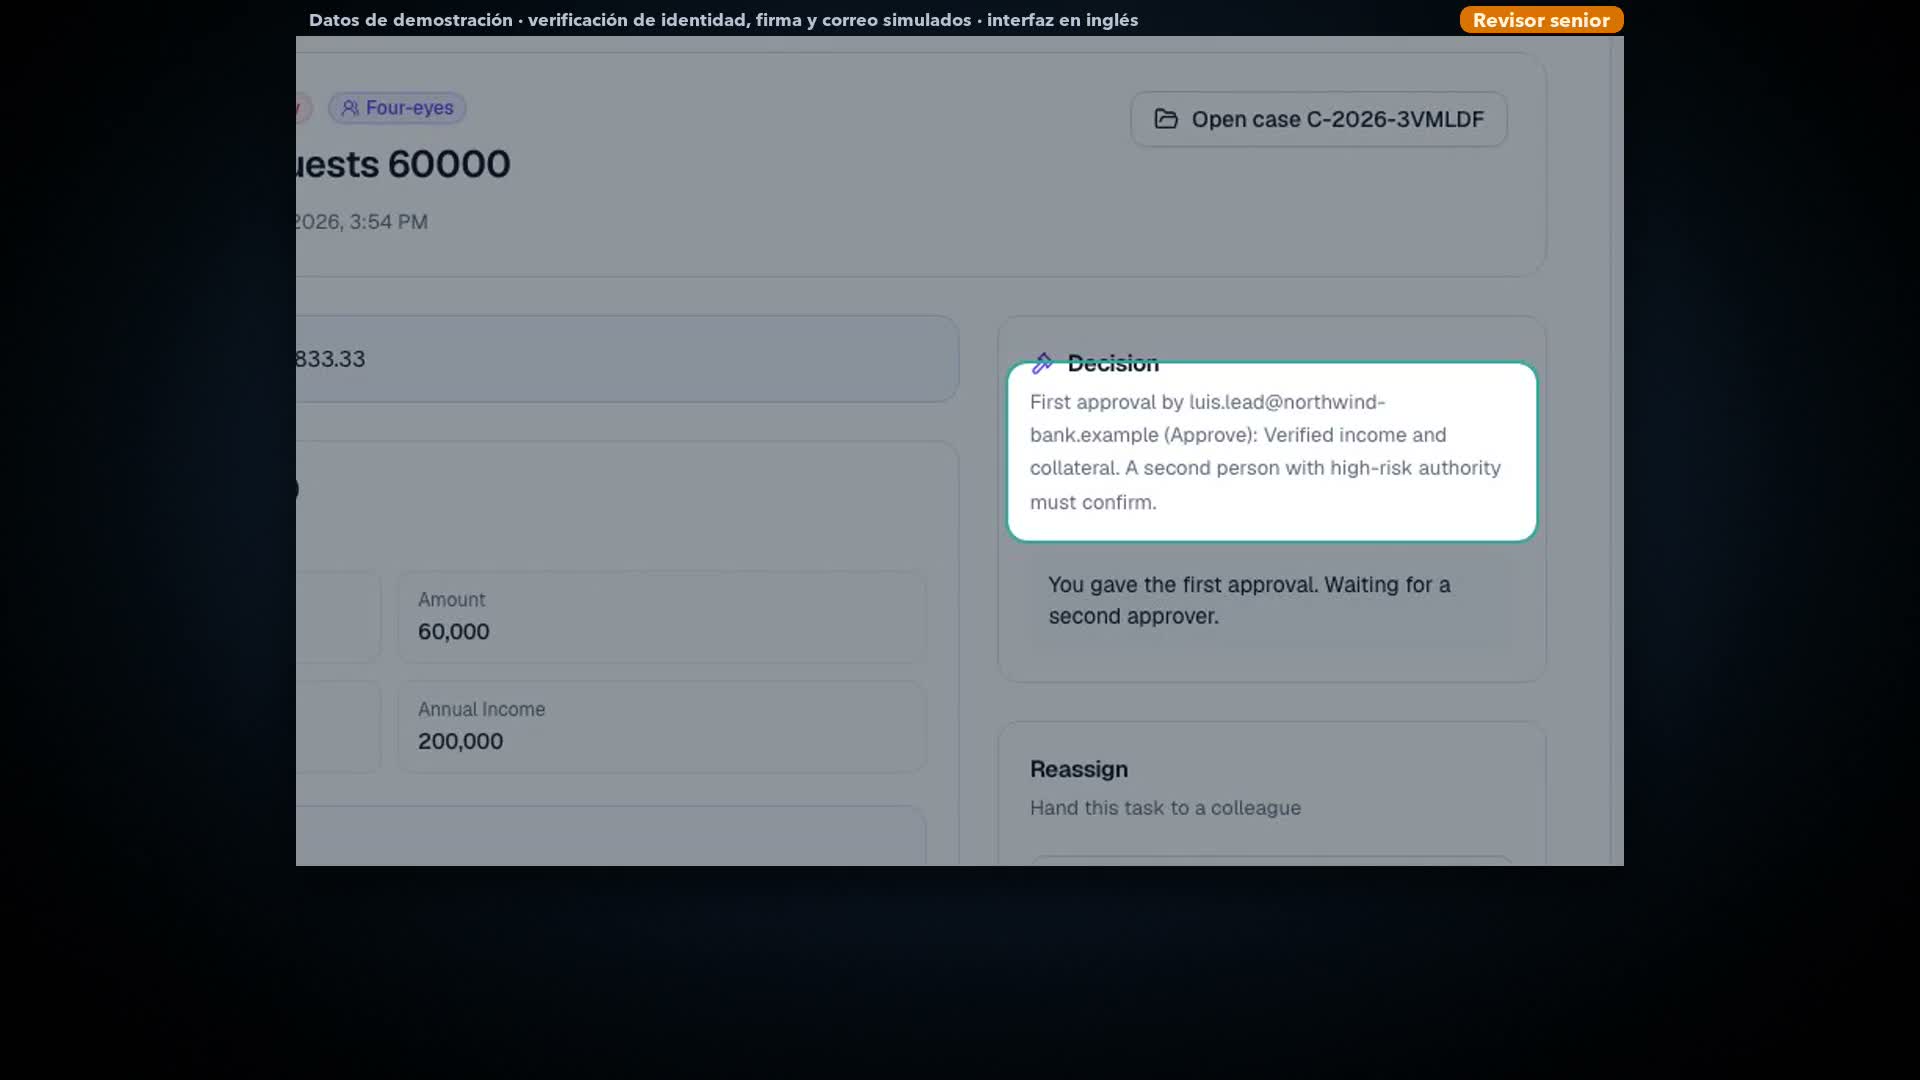 Datos de demostración · verificación de identidad, firma y correo simulados · interfaz en inglés
Revisor senior
Four-eyes
Open case C-2026-3VMLDF
60000
2026, 3:54 PM
833.33
Decision
First approval by luis.lead@northwind-
bank.example (Approve): Verified income and
collateral. A second person with high-risk authority
must confirm.
You gave the first approval. Waiting for a
second approver.
Amount
60,000
Annual Income
200,000
Reassign
Hand this task to a colleague